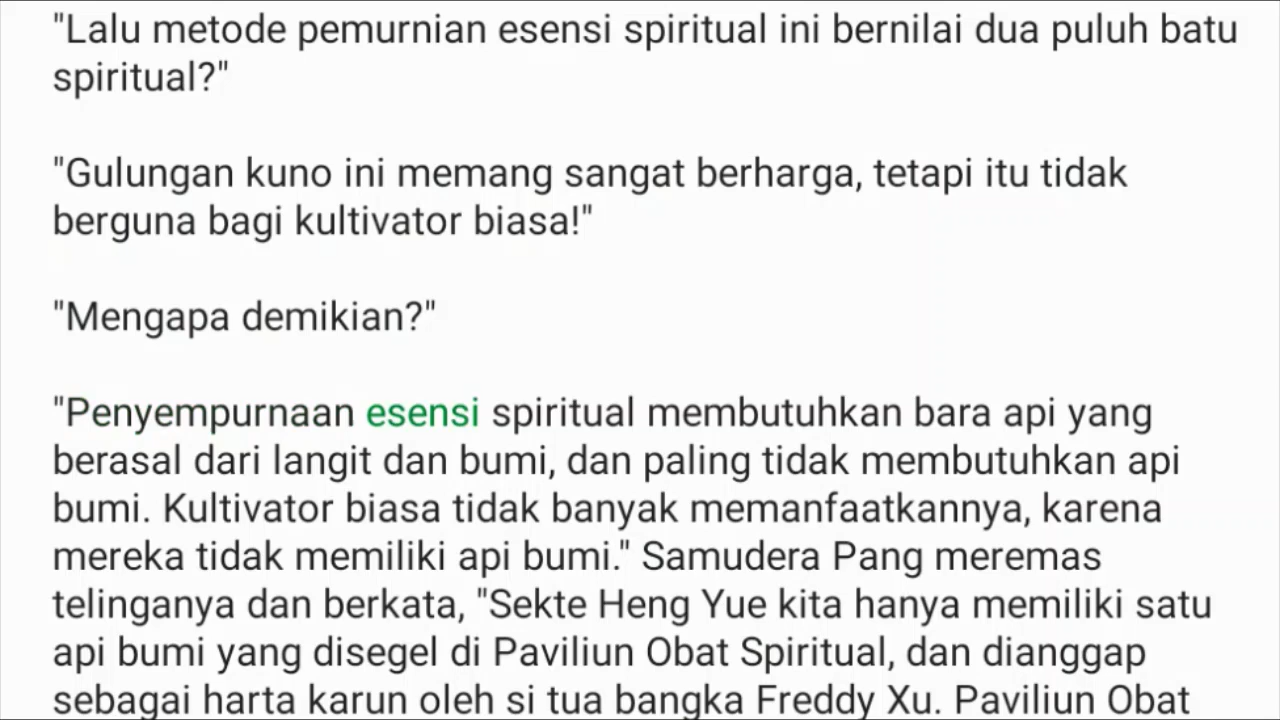 "Lalu metode pemurnian esensi spiritual ini bernilai dua puluh batu
spiritual?"
"Gulungan kuno ini memang sangat berharga, tetapi itu tidak
berguna bagi kultivator biasa!"
"Mengapa demikian?"
"Penyempurnaan esensi spiritual membutuhkan bara api yang
berasal dari langit dan bumi, dan paling tidak membutuhkan api
bumi. Kultivator biasa tidak banyak memanfaatkannya, karena
mereka tidak memiliki api bumi." Samudera Pang meremas
telinganya dan berkata, "Sekte Heng Yue kita hanya memiliki satu
api bumi yang disegel di Paviliun Obat Spiritual, dan dianggap
sebagai harta karun oleh si tua bangka Freddy Xu. Paviliun Obat